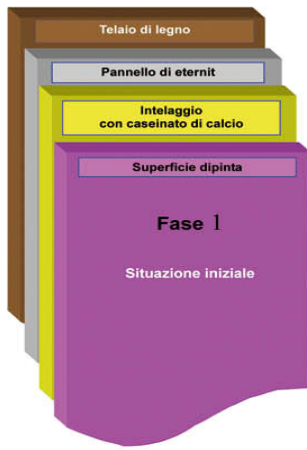 Telaio di legno
Pannello di eternit
Intelaggio
con caseinato di calcio
Superficie dipinta
Fase 1
Situazione iniziale